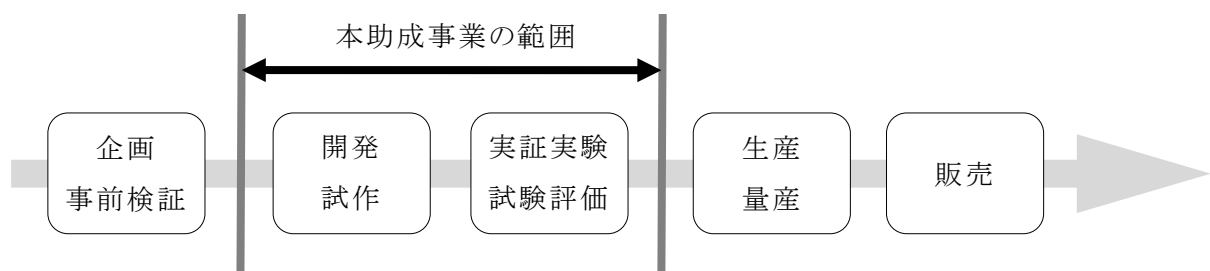 本助成事業の範囲
企画
事前検証
開発
試作
実証実験
試験評価
生産
量産
販売